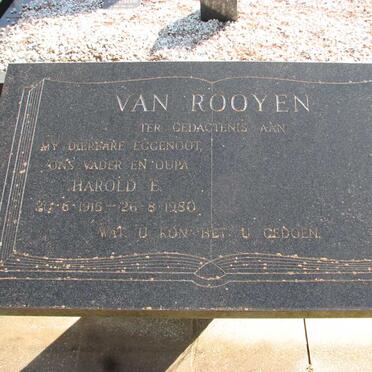 VAN ROOYEN
TER GEDAGTENIS AAN
MY DIERBARE EGGENOOT,
ONS VADER EN OUPA
HAROLD E.
6 1915 – 26 8 1980
WAT U KON HET U GEDOEN.